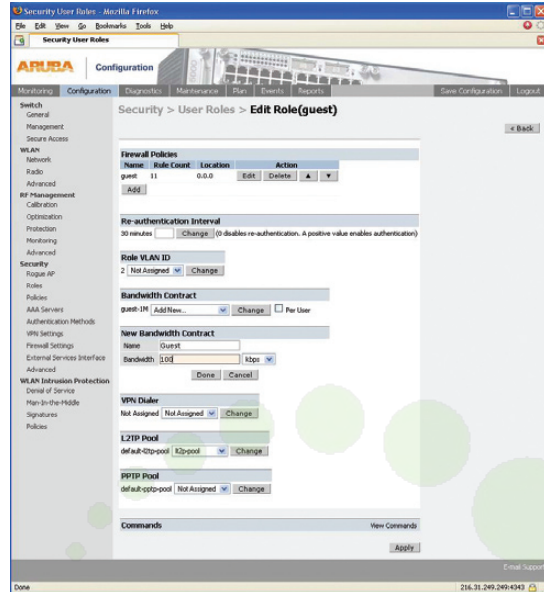 Security User Roles - Mozilla Firefox
File Edit View Go Bookmarks Tools Help
Security User Roles
ARUBA Configuration
Monitoring Configuration Diagnostics Maintenance Plan Events Reports Save Configuration Logout
Switch
General
Management
Secure Access
WLAN
Network
Radio
Advanced
RF Management
Calibration
Optimization
Protection
Monitoring
Advanced
Security
Rogue AP
Roles
Policies
AAA Servers
Authentication Methods
VPN Settings
Firewall Settings
External Services Interface
Advanced
WLAN Intrusion Protection
Denial of Service
Man-In-the-Middle
Signatures
Policies
Security > User Roles > Edit Role(guest)
« Back
Firewall Policies
Name Rule Count Location Action
guest 11 0.0.0 Edit Delete ▲ ▼
Add
Re-authentication Interval
30 minutes Change (0 disables re-authentication. A positive value enables authentication)
Role VLAN ID
2 Not Assigned Change
Bandwidth Contract
guest-1M Add New... Change Per User
New Bandwidth Contract
Name Guest
Bandwidth 100 kbps
Done Cancel
VPN Dialer
Not Assigned Not Assigned Change
L2TP Pool
default-l2tp-pool Change
PPTP Pool
default-pptp-pool Not Assigned Change
Commands View Commands
Apply
E-mail Support
Done 216.31.249.249:4343